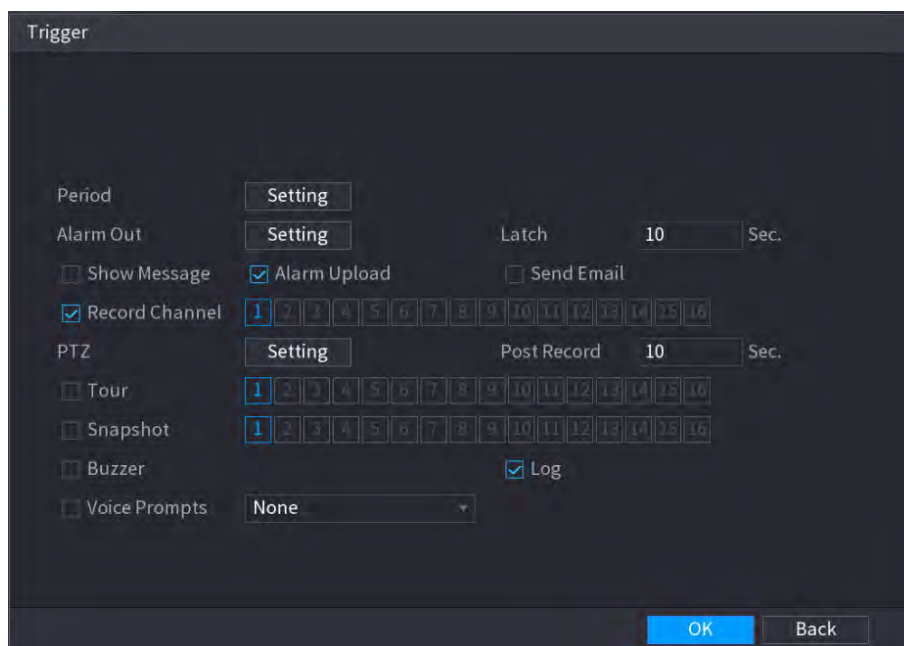 Trigger
Period Setting
Alarm Out Setting Latch 10 Sec.
Show Message Alarm Upload Send Email
Record Channel 1 2 3 4 5 6 7 8 9 10 11 12 13 14 15 16
PTZ Setting Post Record 10 Sec.
Tour 1 2 3 4 5 6 7 8 9 10 11 12 13 14 15 16
Snapshot 1 2 3 4 5 6 7 8 9 10 11 12 13 14 15 16
Buzzer Log
Voice Prompts None
OK Back